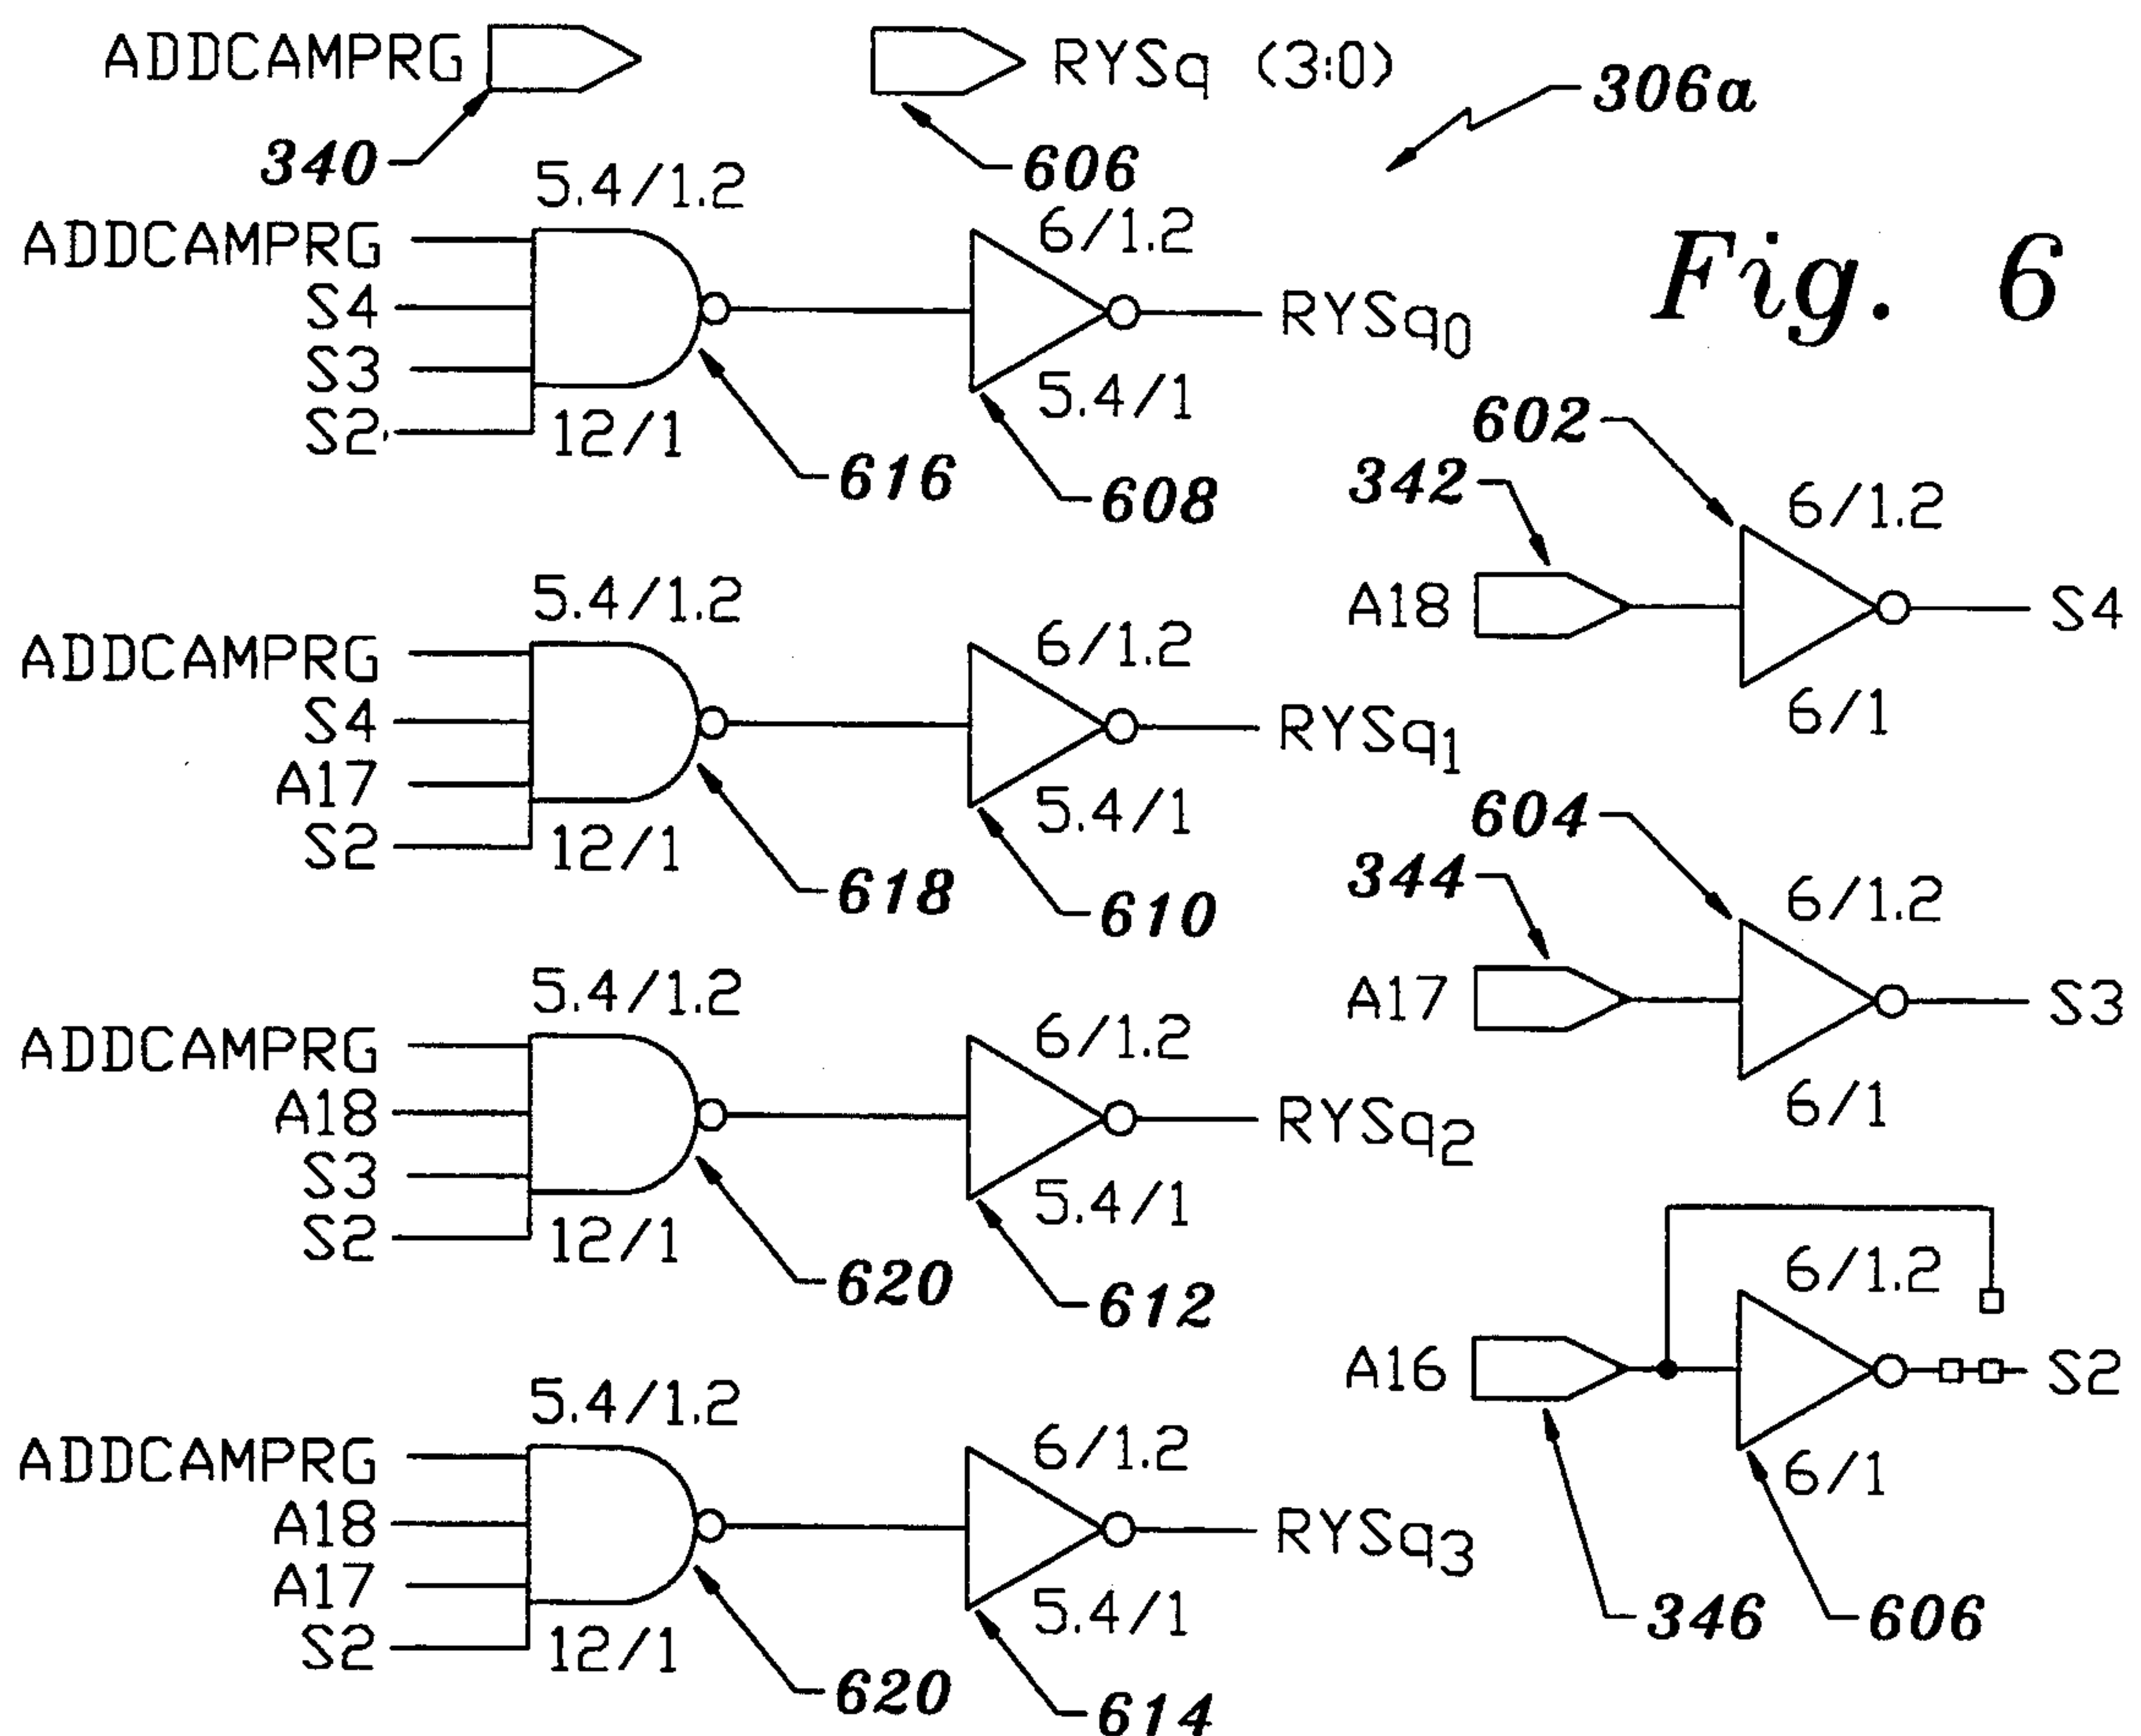 ADDCAMPRG
RYSq (3:0)
306a
340
606
Fig. 6
5.4/1.2
6/1.2
ADDCAMPRG
S4
S3
S2
12/1
5.4/1
RYSq0
616
608
5.4/1.2
6/1.2
ADDCAMPRG
S4
A17
S2
12/1
5.4/1
RYSq1
618
610
5.4/1.2
6/1.2
ADDCAMPRG
A18
S3
S2
12/1
5.4/1
RYSq2
620
612
5.4/1.2
6/1.2
ADDCAMPRG
A18
A17
S2
12/1
5.4/1
RYSq3
620
614
602
342
6/1.2
A18
S4
6/1
604
344
6/1.2
A17
S3
6/1
6/1.2
A16
S2
6/1
346
606